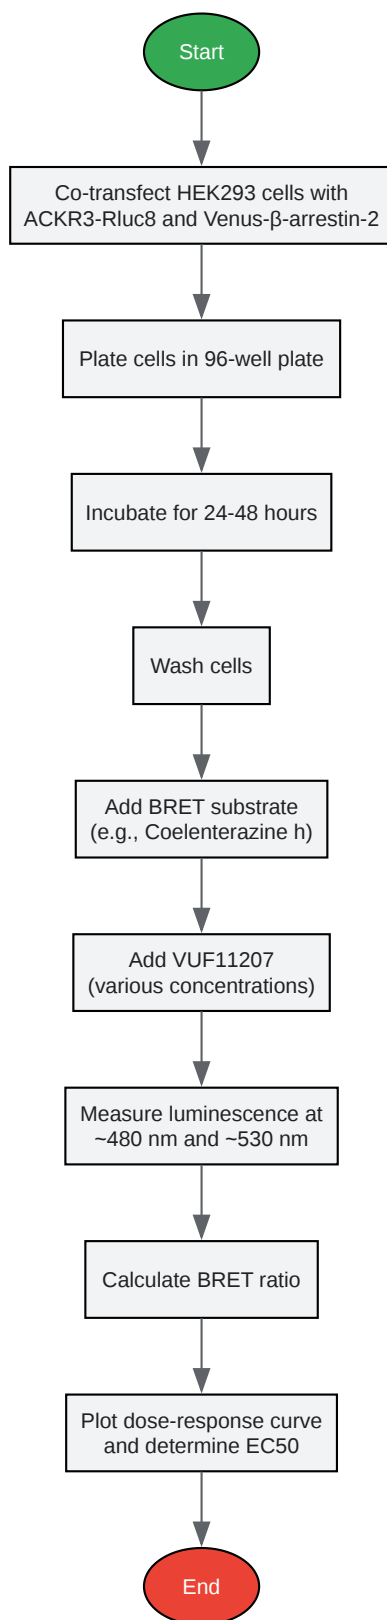 Start
Co-transfect HEK293 cells with
ACKR3-Rluc8 and Venus-β-arrestin-2
Plate cells in 96-well plate
Incubate for 24-48 hours
Wash cells
Add BRET substrate
(e.g., Coelenterazine h)
Add VUF11207
(various concentrations)
Measure luminescence at
~480 nm and ~530 nm
Calculate BRET ratio
Plot dose-response curve
and determine EC50
End